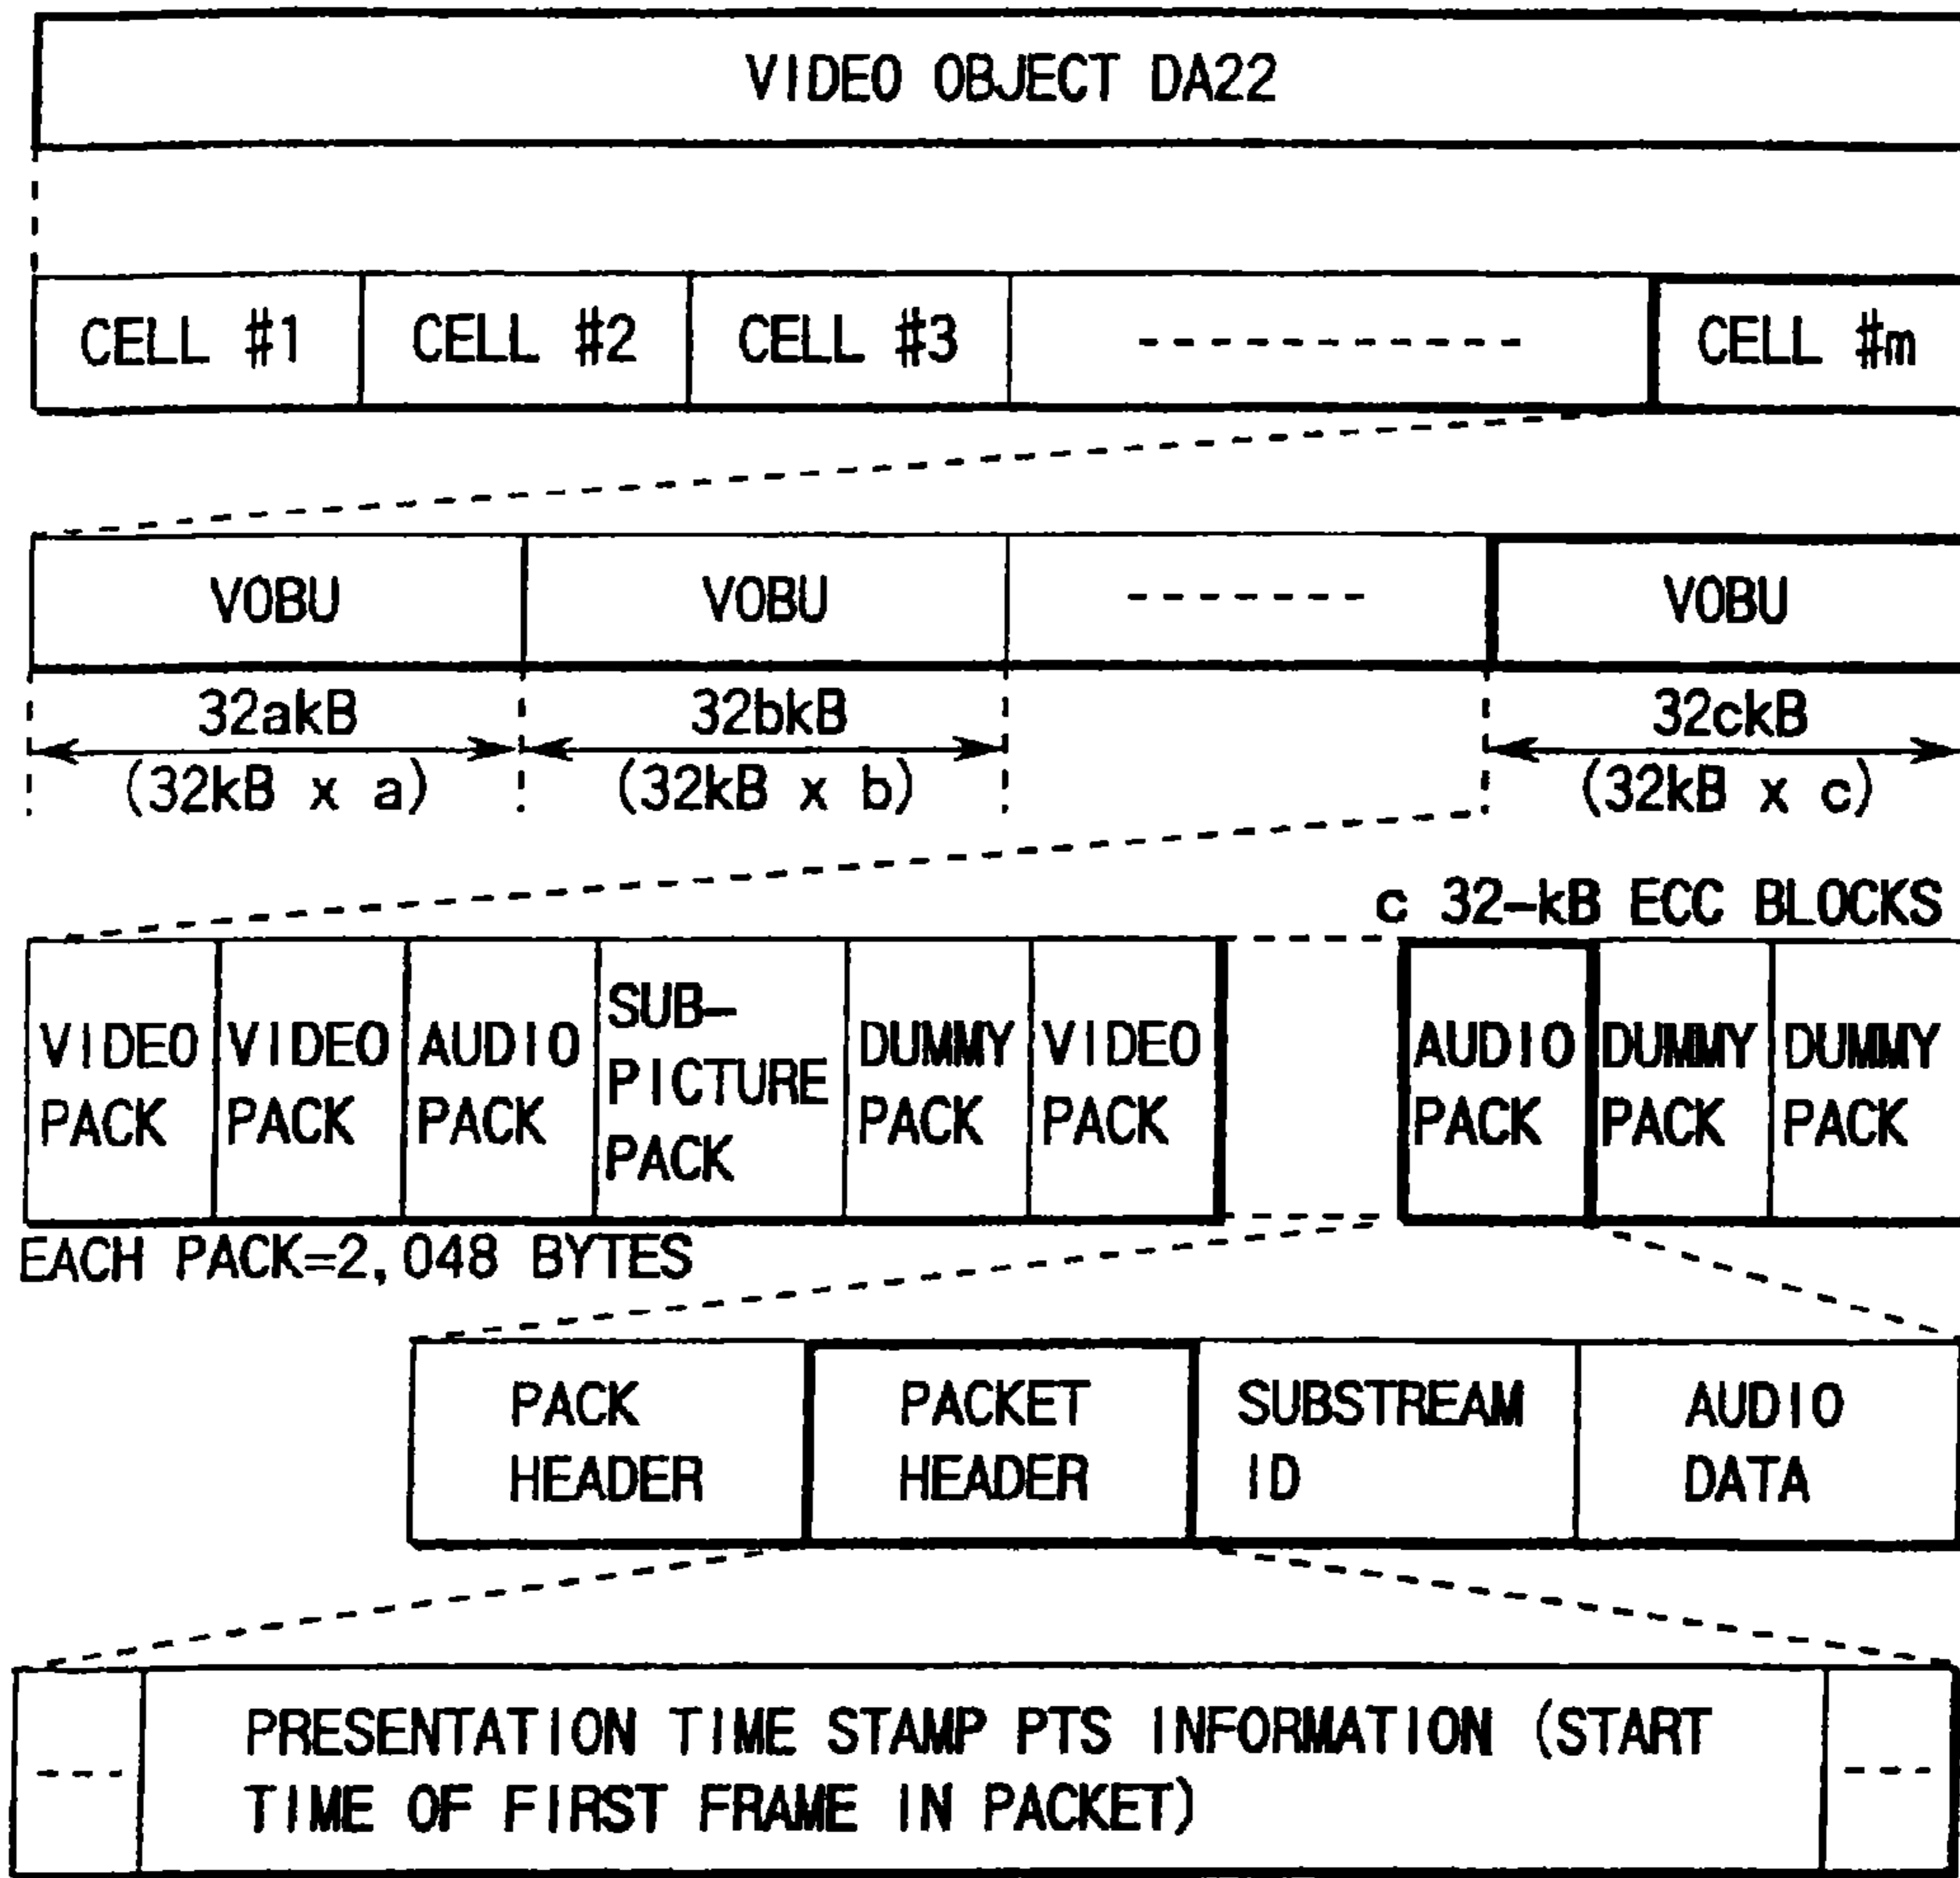 VIDEO OBJECT DA22
CELL #1 CELL #2 CELL #3 ----------- CELL #m
VOBU VOBU ------- VOBU
32akB 32bkB 32ckB
(32kB x a) (32kB x b) (32kB x c)
c 32-kB ECC BLOCKS
VIDEO PACK
VIDEO PACK
AUDIO PACK
SUB-
PICTURE
PACK
DUMMY PACK
VIDEO PACK
AUDIO PACK
DUMMY PACK
DUMMY PACK
EACH PACK=2,048 BYTES
PACK
HEADER
PACKET
HEADER
SUBSTREAM
ID
AUDIO
DATA
---
PRESENTATION TIME STAMP PTS INFORMATION (START
TIME OF FIRST FRAME IN PACKET)
---